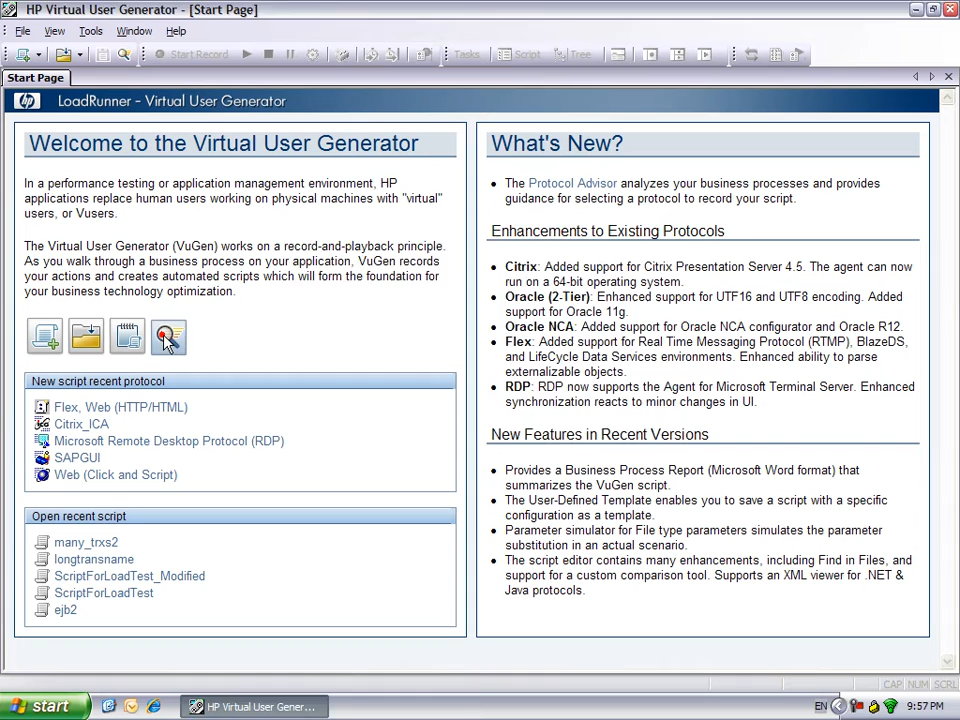 HP Virtual User Generator - [Start Page]
File View Tools Window Help
Start Record Tasks Script Tree
Start Page
hp LoadRunner - Virtual User Generator
Welcome to the Virtual User Generator
In a performance testing or application management environment, HP
applications replace human users working on physical machines with "virtual"
users, or Vusers.
The Virtual User Generator (VuGen) works on a record-and-playback principle.
As you walk through a business process on your application, VuGen records
your actions and creates automated scripts which will form the foundation for
your business technology optimization.
New script recent protocol
Flex, Web (HTTP/HTML)
Citrix_ICA
Microsoft Remote Desktop Protocol (RDP)
SAPGUI
Web (Click and Script)
Open recent script
many_trxs2
longtransname
ScriptForLoadTest_Modified
ScriptForLoadTest
ejb2
What's New?
The Protocol Advisor analyzes your business processes and provides
guidance for selecting a protocol to record your script.
Enhancements to Existing Protocols
Citrix: Added support for Citrix Presentation Server 4.5. The agent can now
run on a 64-bit operating system.
Oracle (2-Tier): Enhanced support for UTF16 and UTF8 encoding. Added
support for Oracle 11g.
Oracle NCA: Added support for Oracle NCA configurator and Oracle R12.
Flex: Added support for Real Time Messaging Protocol (RTMP), BlazeDS,
and LifeCycle Data Services environments. Enhanced ability to parse
externalizable objects.
RDP: RDP now supports the Agent for Microsoft Terminal Server. Enhanced
synchronization reacts to minor changes in UI.
New Features in Recent Versions
Provides a Business Process Report (Microsoft Word format) that
summarizes the VuGen script.
The User-Defined Template enables you to save a script with a specific
configuration as a template.
Parameter simulator for File type parameters simulates the parameter
substitution in an actual scenario.
The script editor contains many enhancements, including Find in Files, and
support for a custom comparison tool. Supports an XML viewer for .NET &
Java protocols.
CAP NUM SCRL
start HP Virtual User Gener... EN 9:57 PM